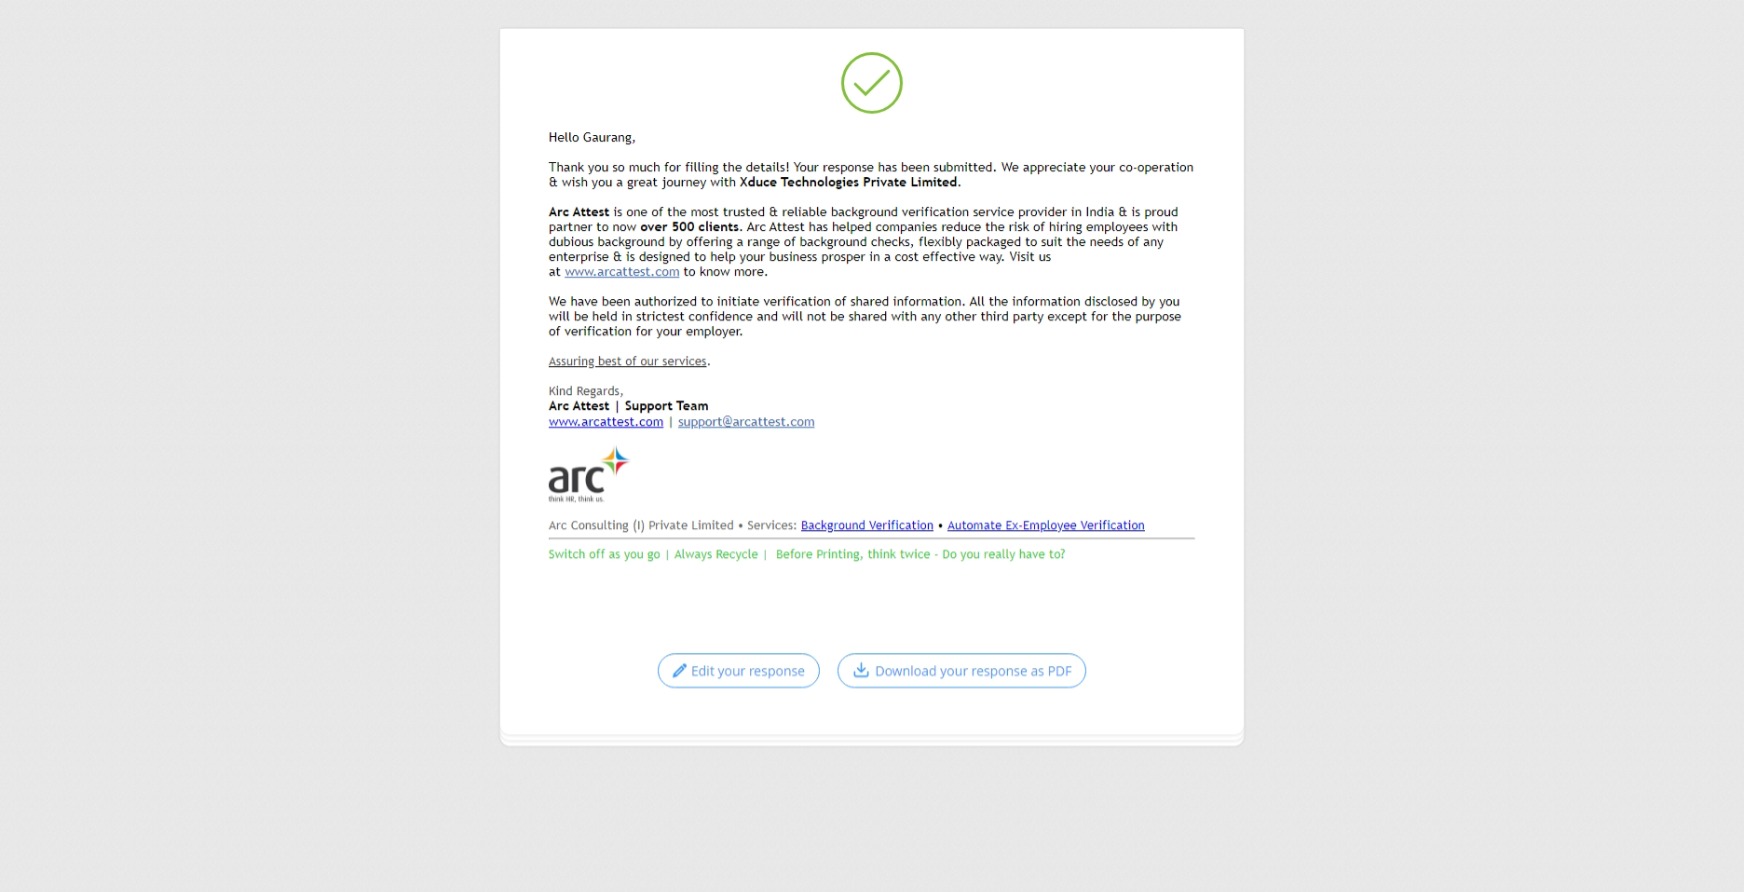 Hello Gaurang,
Thank you so much for filling the details! Your response has been submitted. We appreciate your co-operation
& wish you a great journey with Xduce Technologies Private Limited.
Arc Attest is one of the most trusted & reliable background verification service provider in India & is proud
partner to now over 500 clients. Arc Attest has helped companies reduce the risk of hiring employees with
dubious background by offering a range of background checks, flexibly packaged to suit the needs of any
enterprise & is designed to help your business prosper in a cost effective way. Visit us
at www.arcattest.com to know more.
We have been authorized to initiate verification of shared information. All the information disclosed by you
will be held in strictest confidence and will not be shared with any other third party except for the purpose
of verification for your employer.
Assuring best of our services.
Kind Regards,
Arc Attest | Support Team
www.arcattest.com | support@arcattest.com
arc
think HR, think us.
Arc Consulting (I) Private Limited • Services: Background Verification • Automate Ex-Employee Verification
Switch off as you go | Always Recycle | Before Printing, think twice - Do you really have to?
Edit your response Download your response as PDF